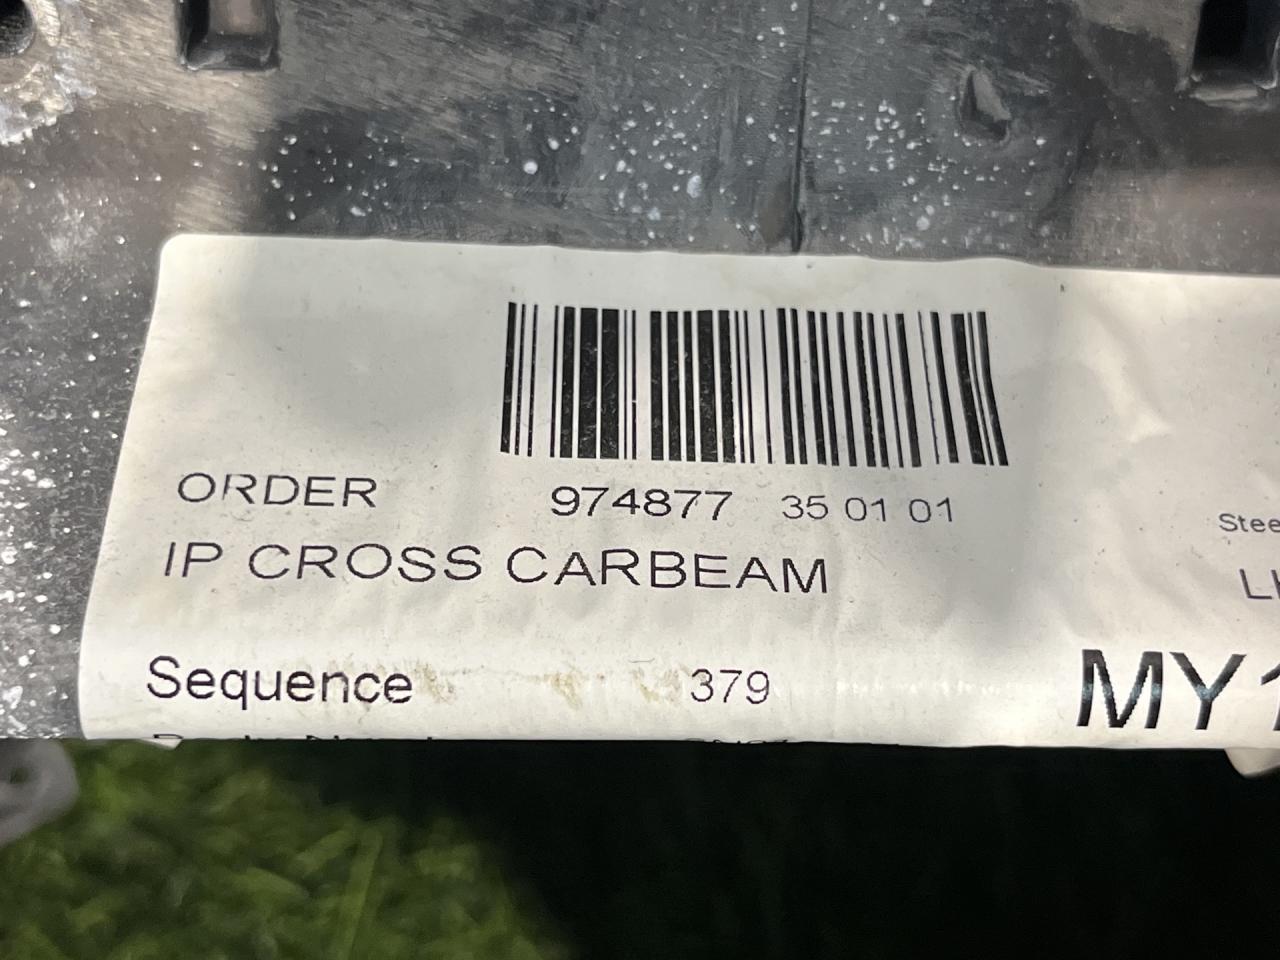 ORDER 974877 35 01 01
IP CROSS CARBEAM
Sequence 379
MY